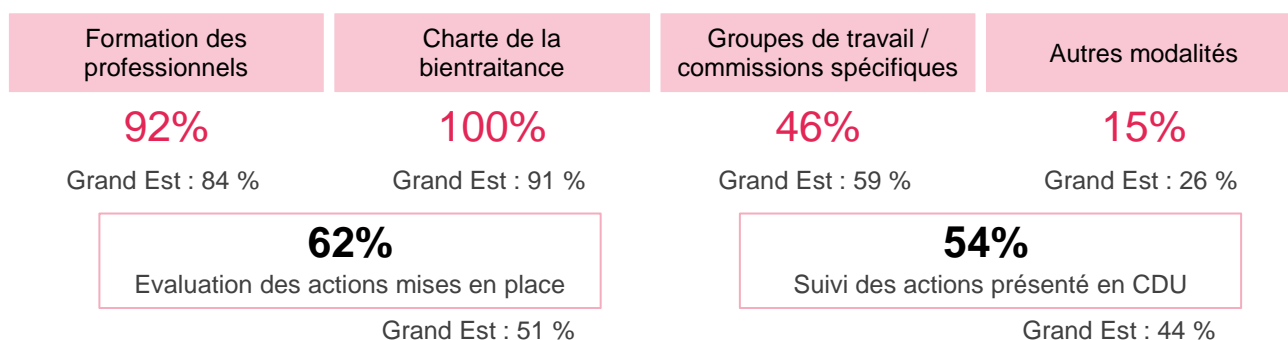 Formation des
professionnels
Charte de la
bientraitance
Groupes de travail /
commissions spécifiques
Autres modalités
92%
100%
46%
15%
Grand Est : 84 %
Grand Est : 91 %
Grand Est : 59 %
Grand Est : 26 %
62%
Evaluation des actions mises en place
54%
Suivi des actions présenté en CDU
Grand Est : 51 %
Grand Est : 44 %